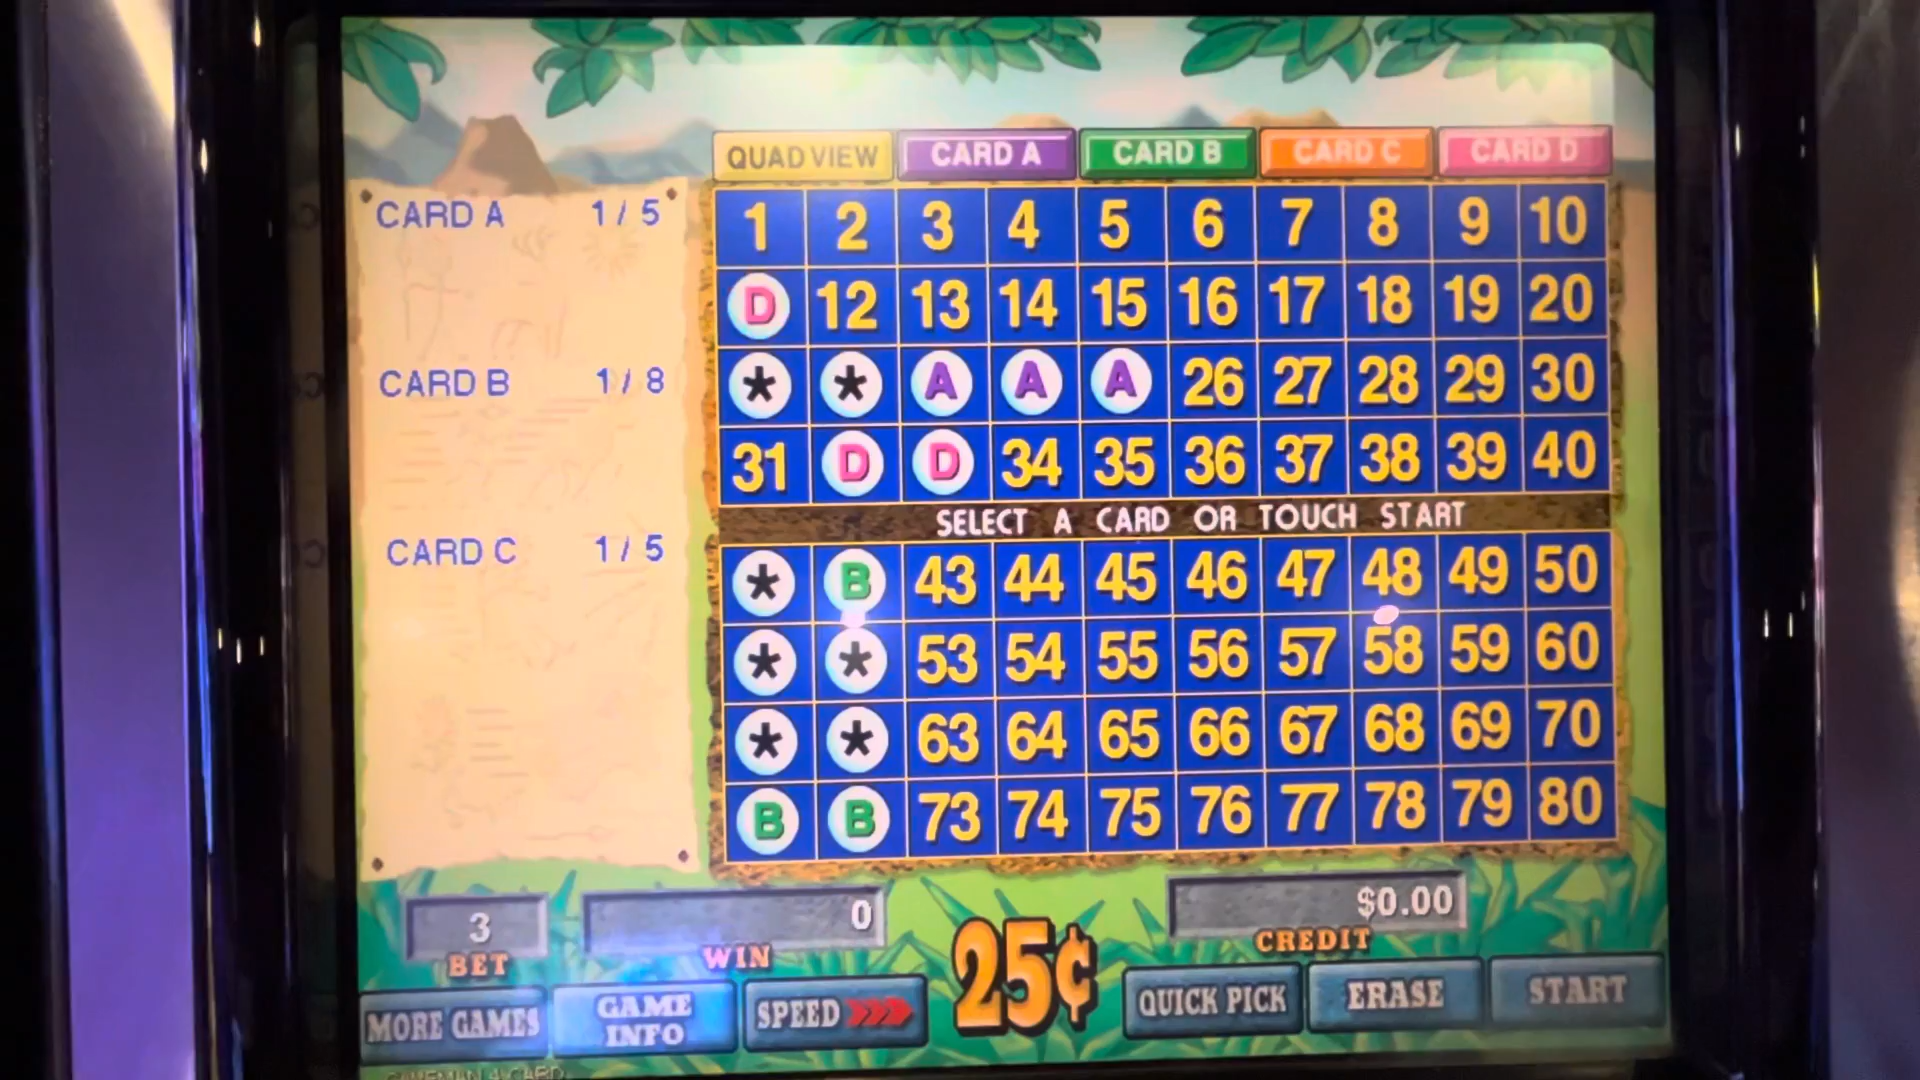 QUAD VIEW CARD A CARD B CARD C CARD D
CARD A 1 / 5
CARD B 1 / 8
CARD C 1 / 5
1 2 3 4 5 6 7 8 9 10
D 12 13 14 15 16 17 18 19 20
* * A A A 26 27 28 29 30
31 D D 34 35 36 37 38 39 40
SELECT A CARD OR TOUCH START
* B 43 44 45 46 47 48 49 50
* * 53 54 55 56 57 58 59 60
* * 63 64 65 66 67 68 69 70
B B 73 74 75 76 77 78 79 80
3
BET
0
WIN
25¢
$0.00
CREDIT
MORE GAMES
GAME
INFO
SPEED
QUICK PICK
ERASE
START